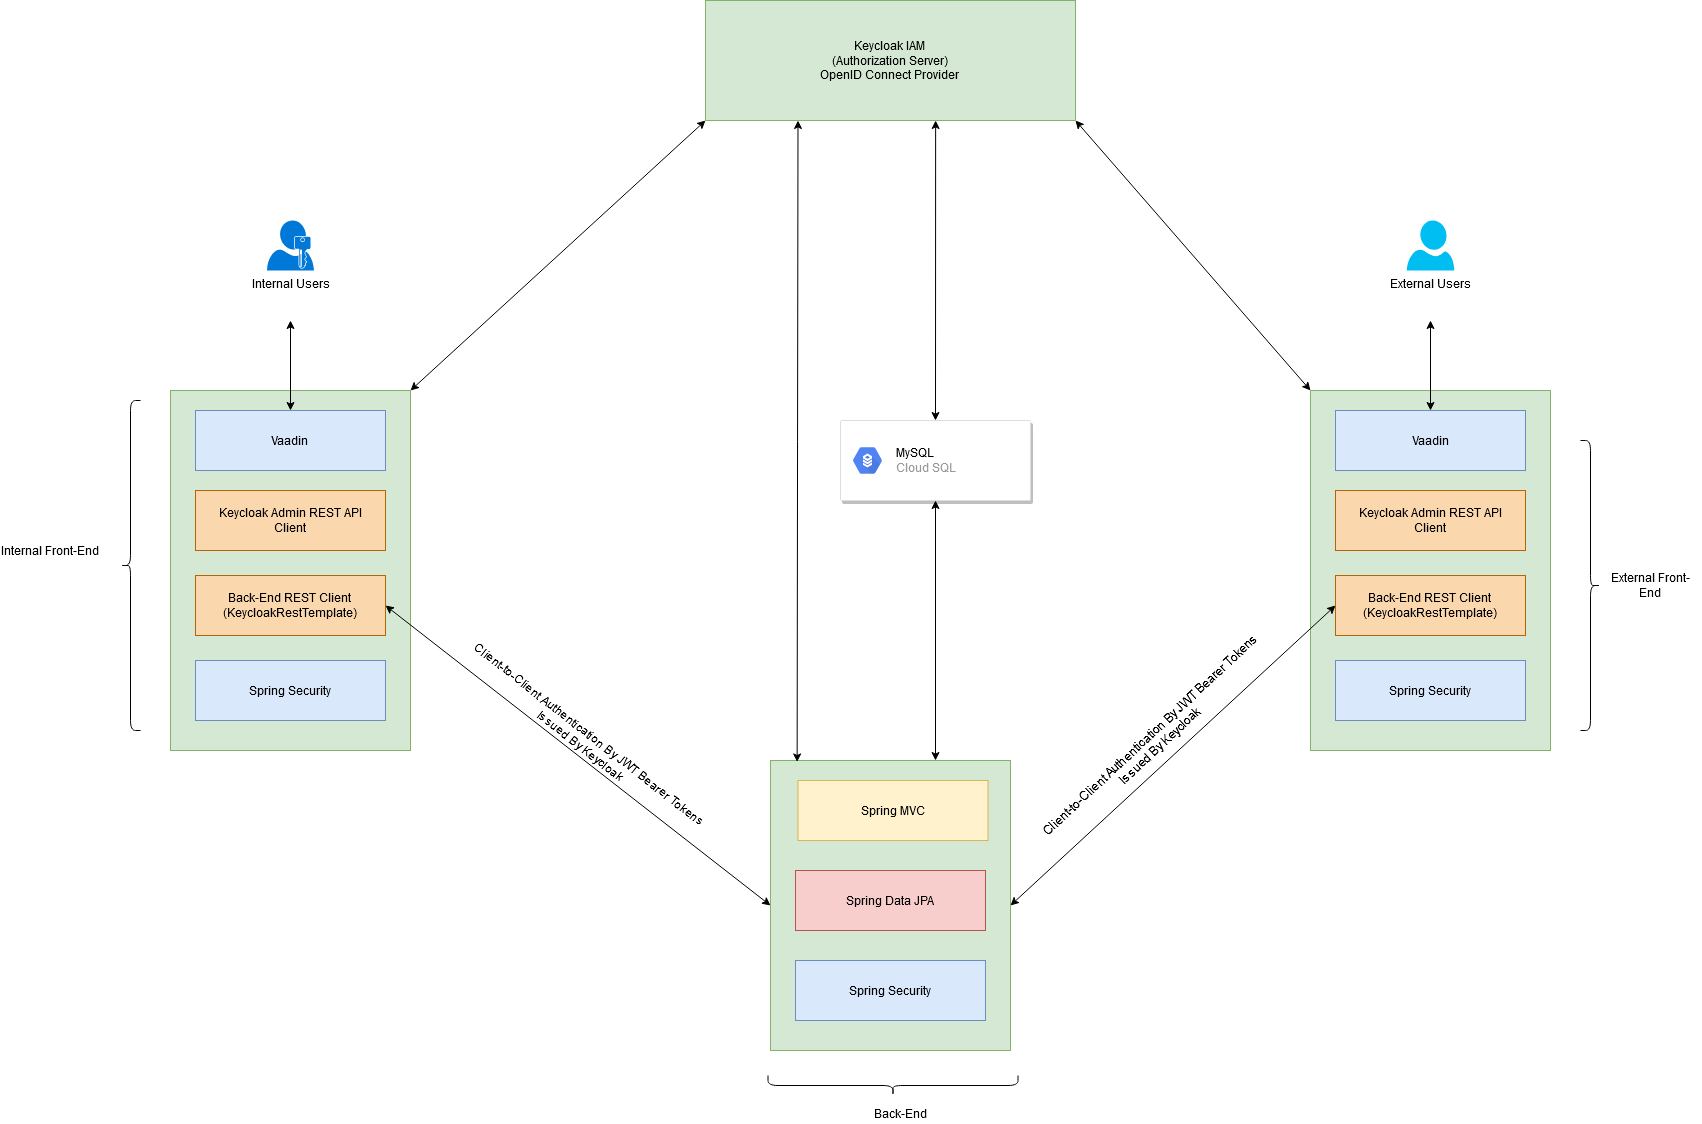 Keycloak IAM
(Authorization Server)
OpenID Connect Provider
Internal Users
External Users
Internal Front-End
Vaadin
Keycloak Admin REST API
Client
Back-End REST Client
(KeycloakRestTemplate)
Spring Security
MySQL
Cloud SQL
Vaadin
Keycloak Admin REST API
Client
Back-End REST Client
(KeycloakRestTemplate)
Spring Security
External Front-
End
Client-to-Client Authentication By JWT Bearer Tokens
Issued By Keycloak
Client-to-Client Authentication By JWT Bearer Tokens
Issued By Keycloak
Spring MVC
Spring Data JPA
Spring Security
Back-End